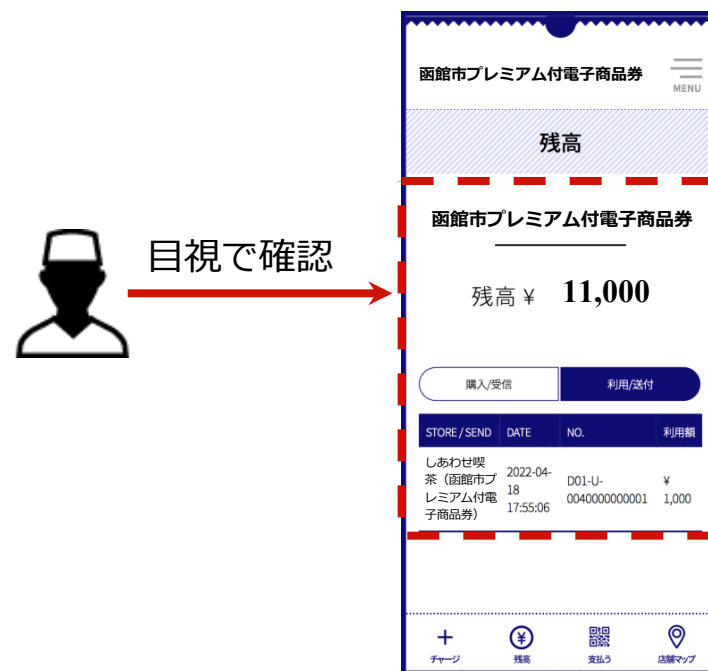 函館市プレミアム付電子商品券
MENU
残高
目視で確認
函館市プレミアム付電子商品券
残高 ¥ 11,000
購入/受信 利用/送付
STORE / SEND DATE NO. 利用額
しあわせ喫
茶（函館市プ
レミアム付電
子商品券）
2022-04-
18
17:55:06
D01-U-
0040000000001
¥
1,000
チャージ 残高 支払う 店舗マップ